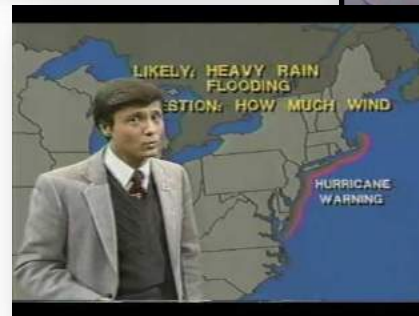 LIKELY: HEAVY RAIN
FLOODING
ESTION: HOW MUCH WIND
HURRICANE
WARNING